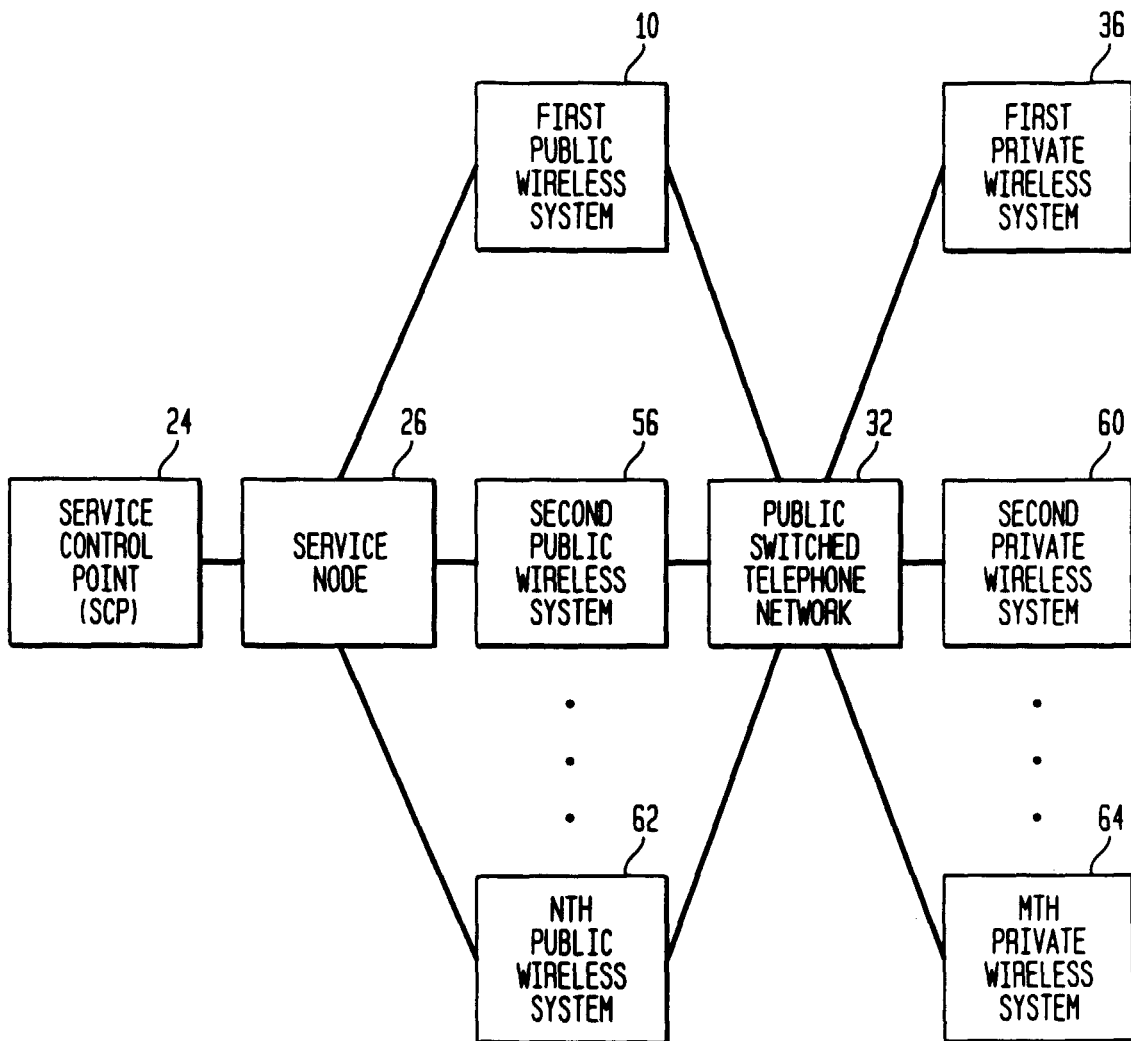 10
36
FIRST
PUBLIC
WIRELESS
SYSTEM
FIRST
PRIVATE
WIRELESS
SYSTEM
24
26
56
32
60
SERVICE
CONTROL
POINT
(SCP)
SERVICE
NODE
SECOND
PUBLIC
WIRELESS
SYSTEM
PUBLIC
SWITCHED
TELEPHONE
NETWORK
SECOND
PRIVATE
WIRELESS
SYSTEM
62
64
NTH
PUBLIC
WIRELESS
SYSTEM
MTH
PRIVATE
WIRELESS
SYSTEM